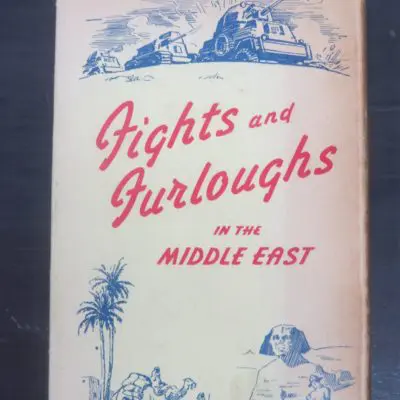 Fights and
Furloughs
IN THE
MIDDLE EAST